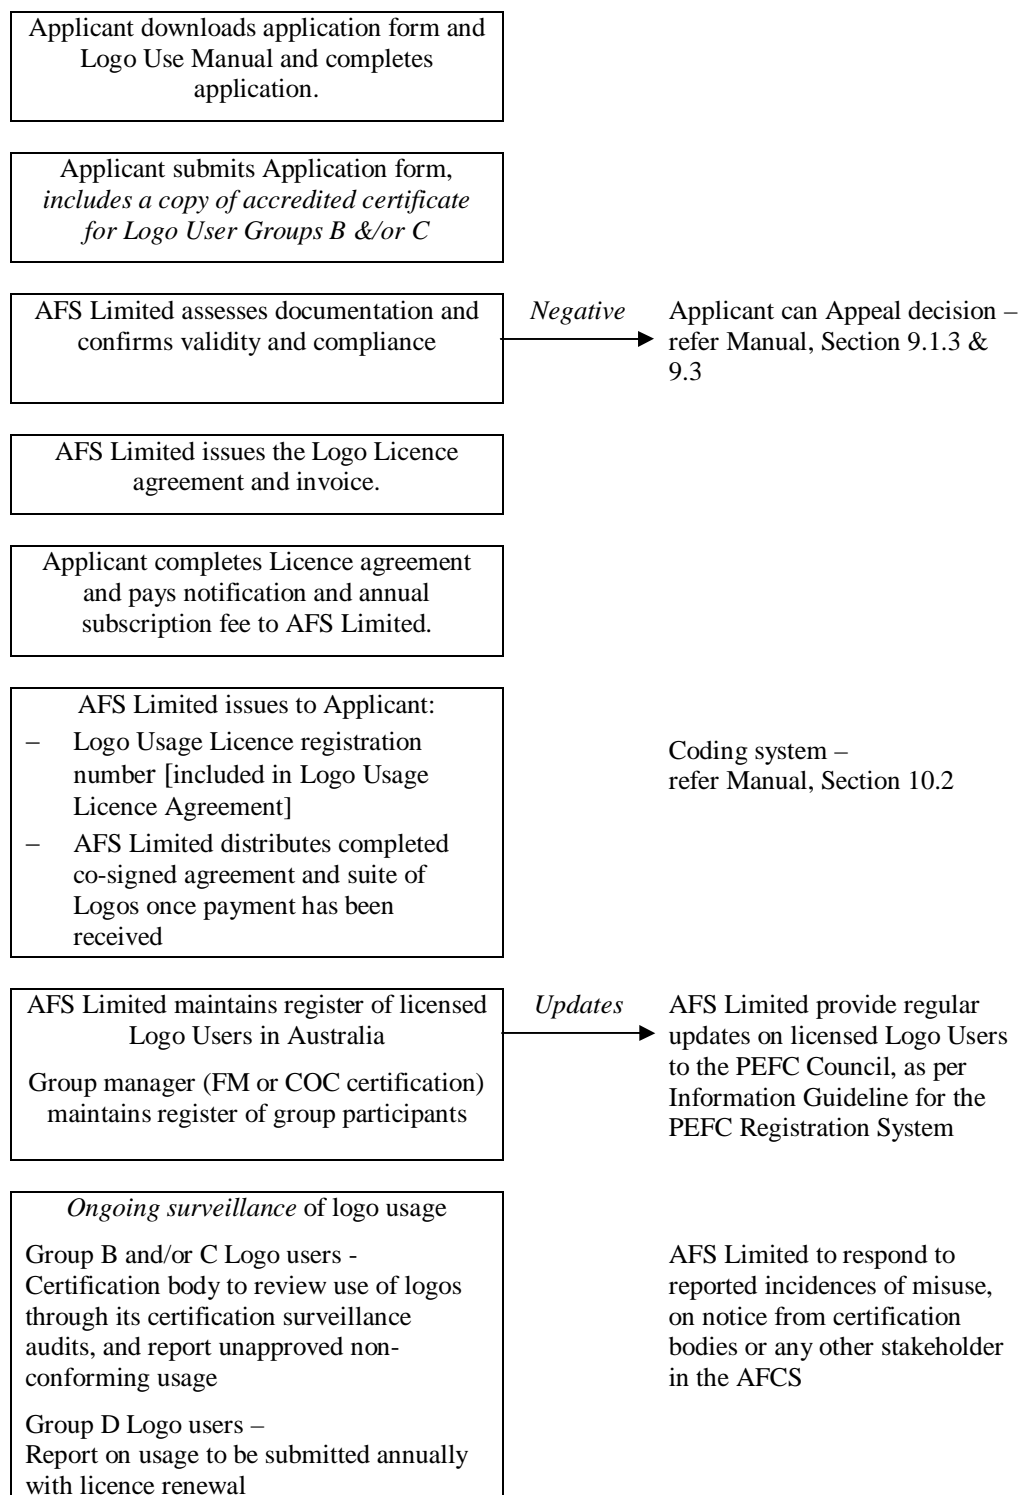 Applicant downloads application form and
Logo Use Manual and completes
application.
Applicant submits Application form,
includes a copy of accredited certificate
for Logo User Groups B &/or C
AFS Limited assesses documentation and
confirms validity and compliance
Negative
Applicant can Appeal decision –
refer Manual, Section 9.1.3 &
9.3
AFS Limited issues the Logo Licence
agreement and invoice.
Applicant completes Licence agreement
and pays notification and annual
subscription fee to AFS Limited.
AFS Limited issues to Applicant:
– Logo Usage Licence registration
number [included in Logo Usage
Licence Agreement]
– AFS Limited distributes completed
co-signed agreement and suite of
Logos once payment has been
received
Coding system –
refer Manual, Section 10.2
AFS Limited maintains register of licensed
Logo Users in Australia
Group manager (FM or COC certification)
maintains register of group participants
Updates
AFS Limited provide regular
updates on licensed Logo Users
to the PEFC Council, as per
Information Guideline for the
PEFC Registration System
Ongoing surveillance of logo usage
Group B and/or C Logo users -
Certification body to review use of logos
through its certification surveillance
audits, and report unapproved non-
conforming usage
Group D Logo users –
Report on usage to be submitted annually
with licence renewal
AFS Limited to respond to
reported incidences of misuse,
on notice from certification
bodies or any other stakeholder
in the AFCS